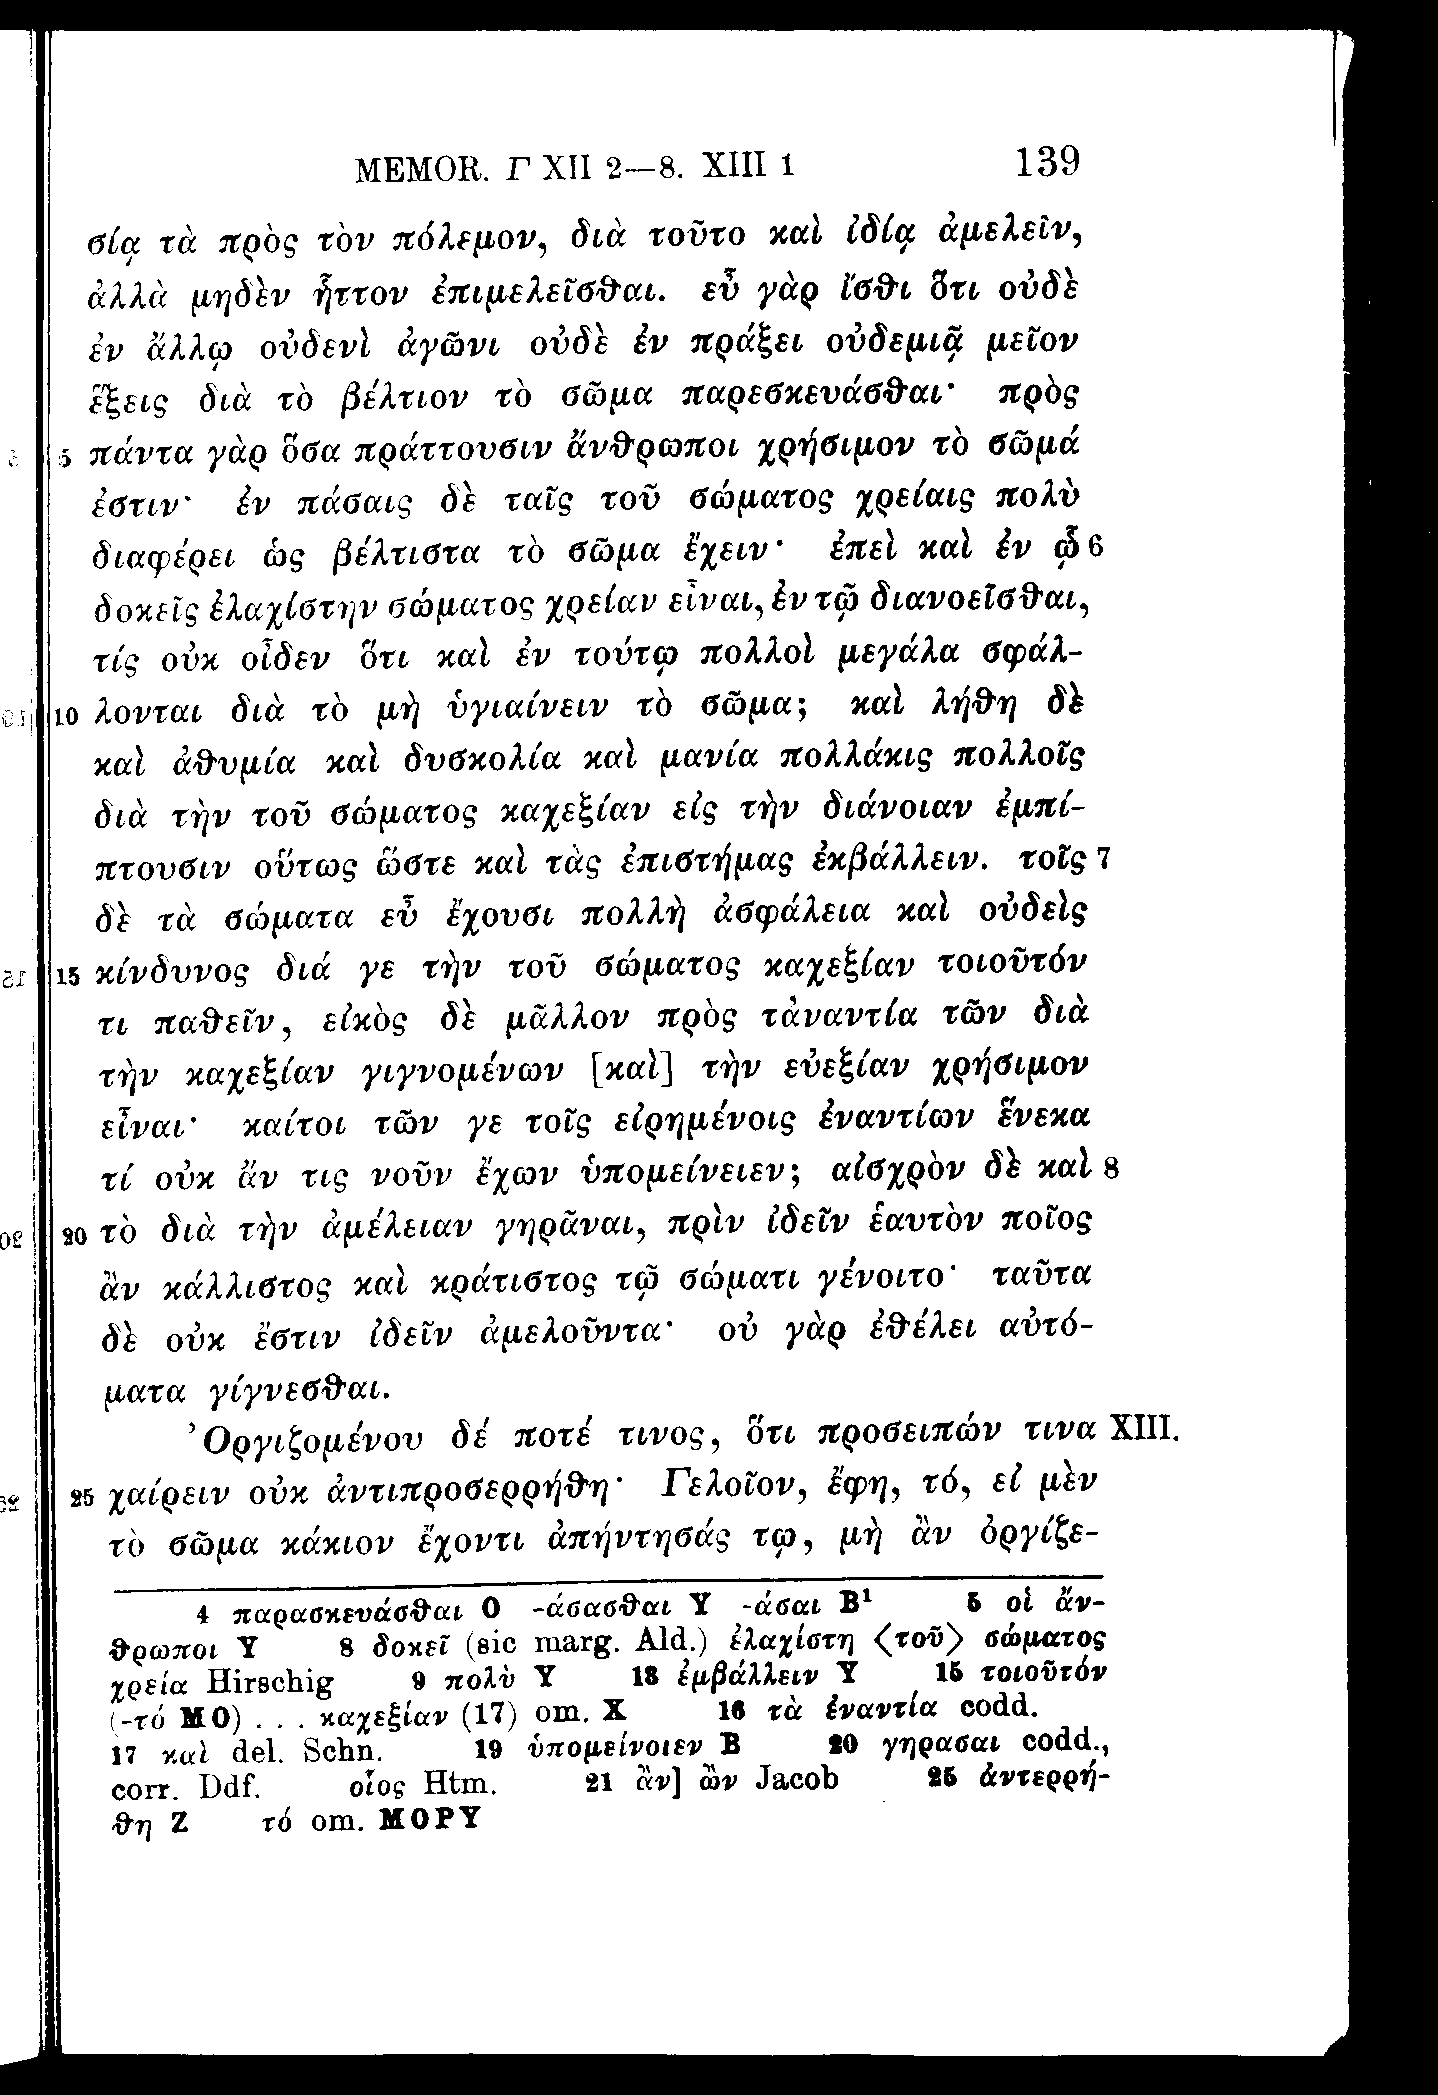 MEMOR. Γ XII 2—8. XIII 1 139
σίᾳ τὰ πρὸς τὸν πόλεμον, διὰ τοῦτο καὶ ἰδίᾳ ἀμελεῖν,
ἀλλὰ μηδὲν ἧττον ἐπιμελεῖσθαι. εὖ γὰρ ἴσθι ὅτι οὐδὲ
ἐν ἄλλῳ οὐδενὶ ἀγῶνι οὐδὲ ἐν πράξει οὐδεμιᾷ μεῖον
ἕξεις διὰ τὸ βέλτιον τὸ σῶμα παρεσκευάσθαι· πρὸς
5 πάντα γὰρ ὅσα πράττουσιν ἄνθρωποι χρήσιμον τὸ σῶμά
ἐστιν· ἐν πάσαις δὲ ταῖς τοῦ σώματος χρείαις πολὺ
διαφέρει ὡς βέλτιστα τὸ σῶμα ἔχειν· ἐπεὶ καὶ ἐν ᾧ 6
δοκεῖς ἐλαχίστην σώματος χρείαν εἶναι, ἐν τῷ διανοεῖσθαι,
τίς οὐκ οἶδεν ὅτι καὶ ἐν τούτῳ πολλοὶ μεγάλα σφάλ-
10 λονται διὰ τὸ μὴ ὑγιαίνειν τὸ σῶμα; καὶ λήθη δὲ
καὶ ἀθυμία καὶ δυσκολία καὶ μανία πολλάκις πολλοῖς
διὰ τὴν τοῦ σώματος καχεξίαν εἰς τὴν διάνοιαν ἐμπί-
πτουσιν οὕτως ὥστε καὶ τὰς ἐπιστήμας ἐκβάλλειν. τοῖς 7
δὲ τὰ σώματα εὖ ἔχουσι πολλὴ ἀσφάλεια καὶ οὐδεὶς
15 κίνδυνος διά γε τὴν τοῦ σώματος καχεξίαν τοιοῦτόν
τι παθεῖν, εἰκὸς δὲ μᾶλλον πρὸς τἀναντία τῶν διὰ
τὴν καχεξίαν γιγνομένων [καὶ] τὴν εὐεξίαν χρήσιμον
εἶναι· καίτοι τῶν γε τοῖς εἰρημένοις ἐναντίων ἕνεκα
τί οὐκ ἄν τις νοῦν ἔχων ὑπομείνειεν; αἰσχρὸν δὲ καὶ 8
20 τὸ διὰ τὴν ἀμέλειαν γηρᾶναι, πρὶν ἰδεῖν ἑαυτὸν ποῖος
ἂν κάλλιστος καὶ κράτιστος τῷ σώματι γένοιτο· ταῦτα
δὲ οὐκ ἔστιν ἰδεῖν ἀμελοῦντα· οὐ γὰρ ἐθέλει αὐτό-
ματα γίγνεσθαι.
Ὀργιζομένου δέ ποτέ τινος, ὅτι προσειπών τινα XIII.
25 χαίρειν οὐκ ἀντιπροσερρήθη· Γελοῖον, ἔφη, τό, εἰ μὲν
τὸ σῶμα κάκιον ἔχοντι ἀπήντησάς τῳ, μὴ ἂν ὀργίζε-
4 παρασκευάσθαι O -άσασθαι Y -άσαι B¹ 5 οἱ ἄν-
θρωποι Y 8 δοκεῖ (sic marg. Ald.) ἐλαχίστη ⟨τοῦ⟩ σώματος
χρεία Hirschig 9 πολὺ Y 13 ἐμβάλλειν Y 15 τοιοῦτόν
(-τό MO) . . . καχεξίαν (17) om. X 16 τὰ ἐναντία codd.
17 καὶ del. Schn. 19 ὑπομείνοιεν B 20 γηρασαι codd.,
corr. Ddf. οἷος Htm. 21 ἂν] ὢν Jacob 25 ἀντερρή-
θη Z τό om. MOPY